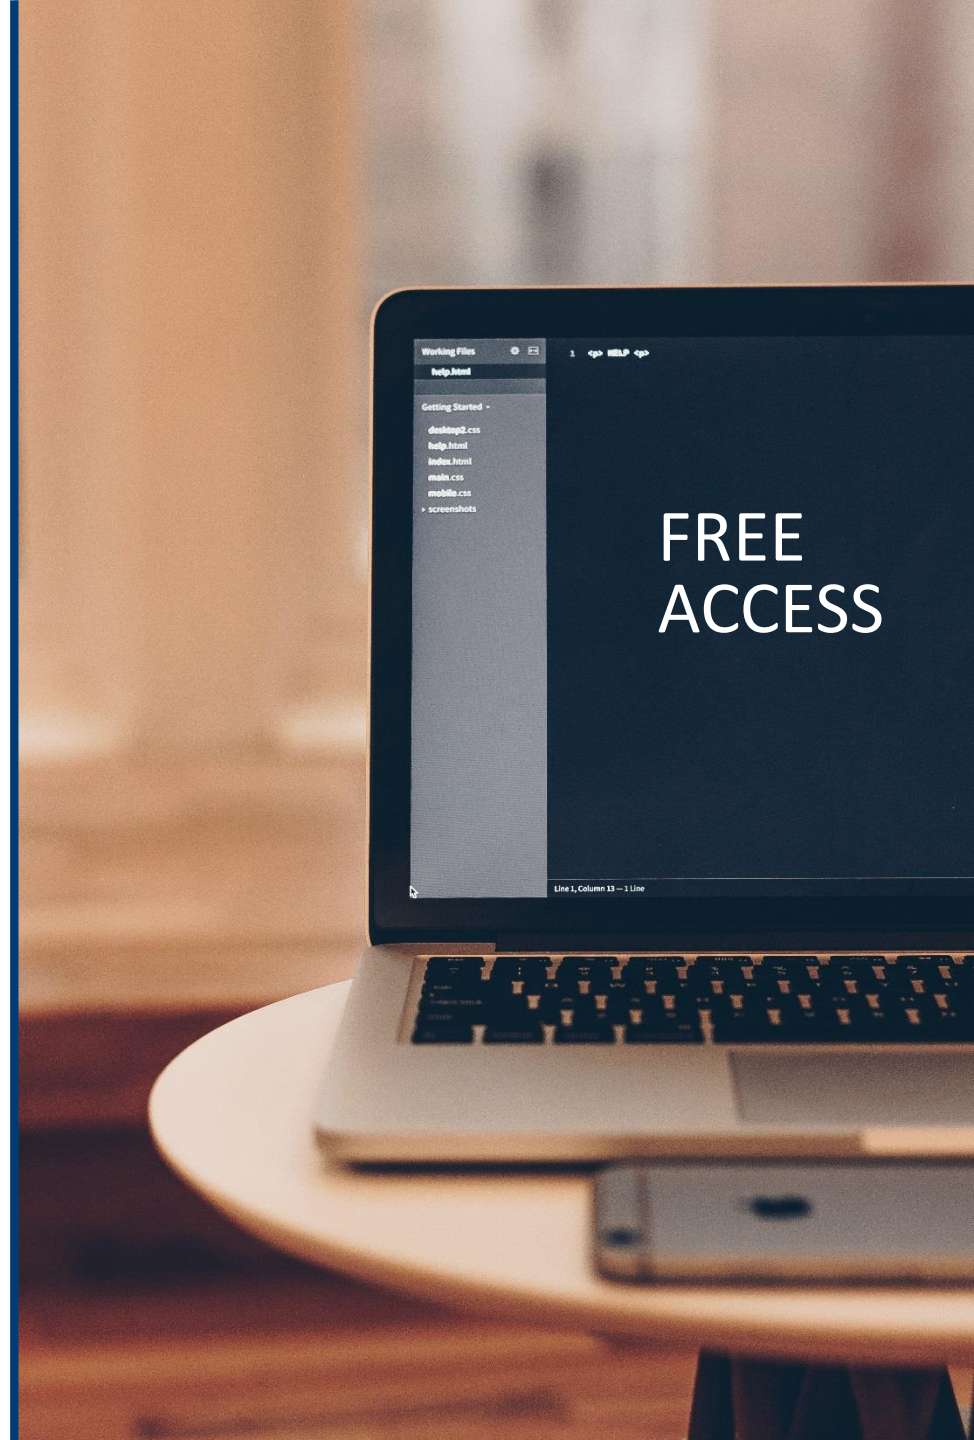 Working Files
help.html
Getting Started
desktop2.css
help.html
index.html
main.css
mobile.css
screenshots
1 <p> HELP <p>
FREE
ACCESS
Line 1, Column 13 — 1 Line